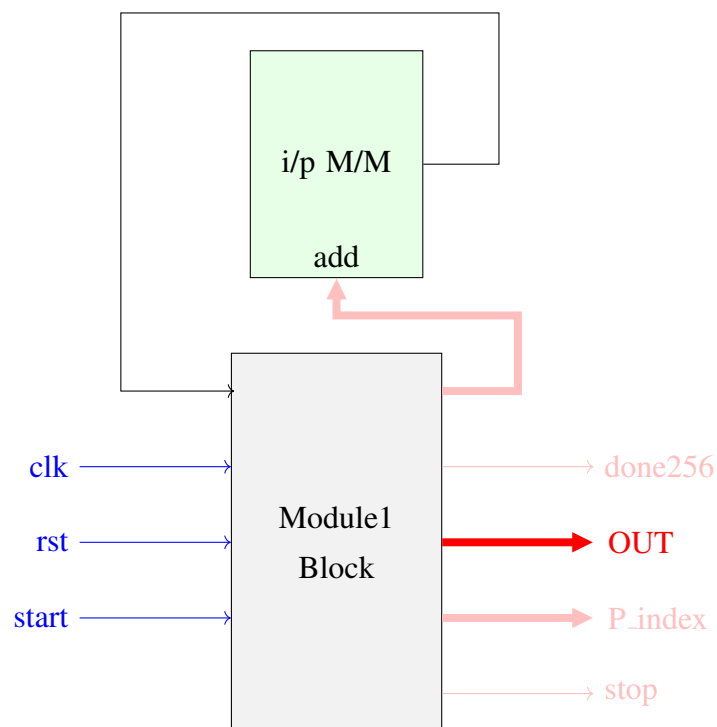 i/p M/M
add
clk
done256
Module1
rst
OUT
Block
start
P_index
stop